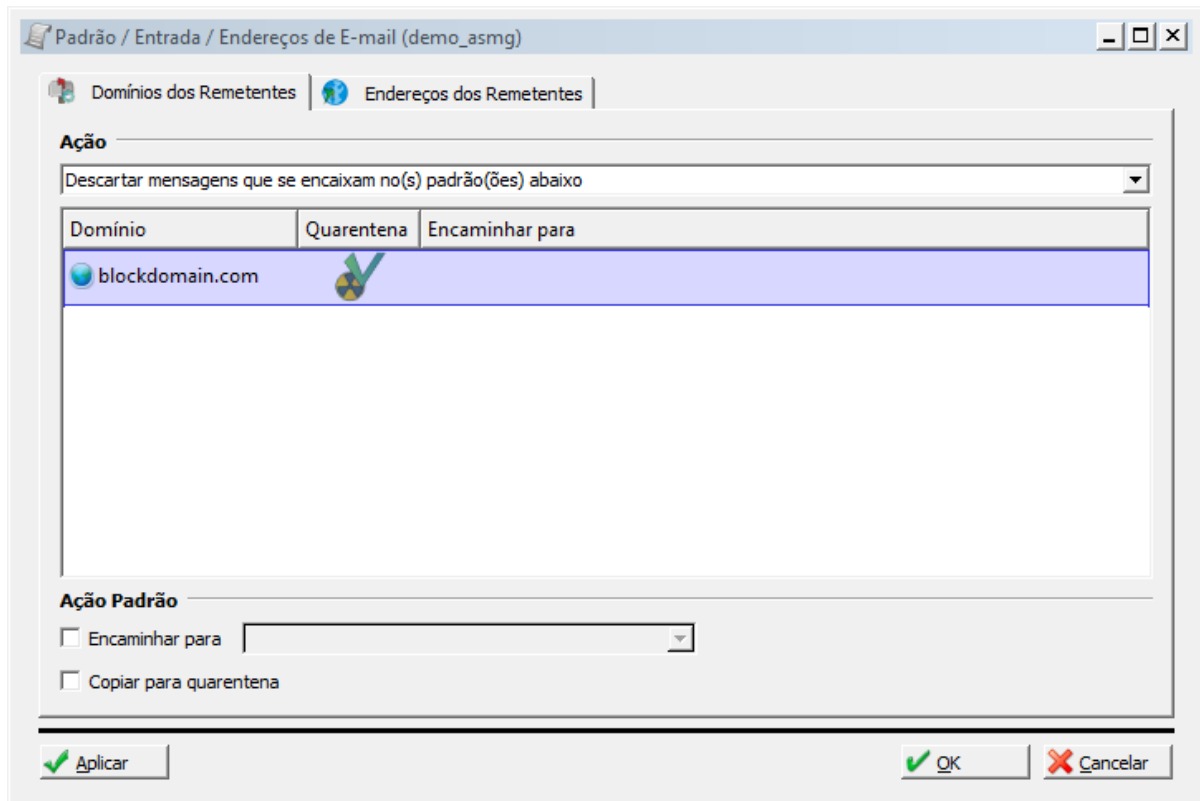 Padrão / Entrada / Endereços de E-mail (demo_asmg)
Domínios dos Remetentes Endereços dos Remetentes
Ação
Descartar mensagens que se encaixam no(s) padrão(ões) abaixo
Domínio Quarentena Encaminhar para
blockdomain.com
Ação Padrão
Encaminhar para
Copiar para quarentena
Aplicar OK Cancelar